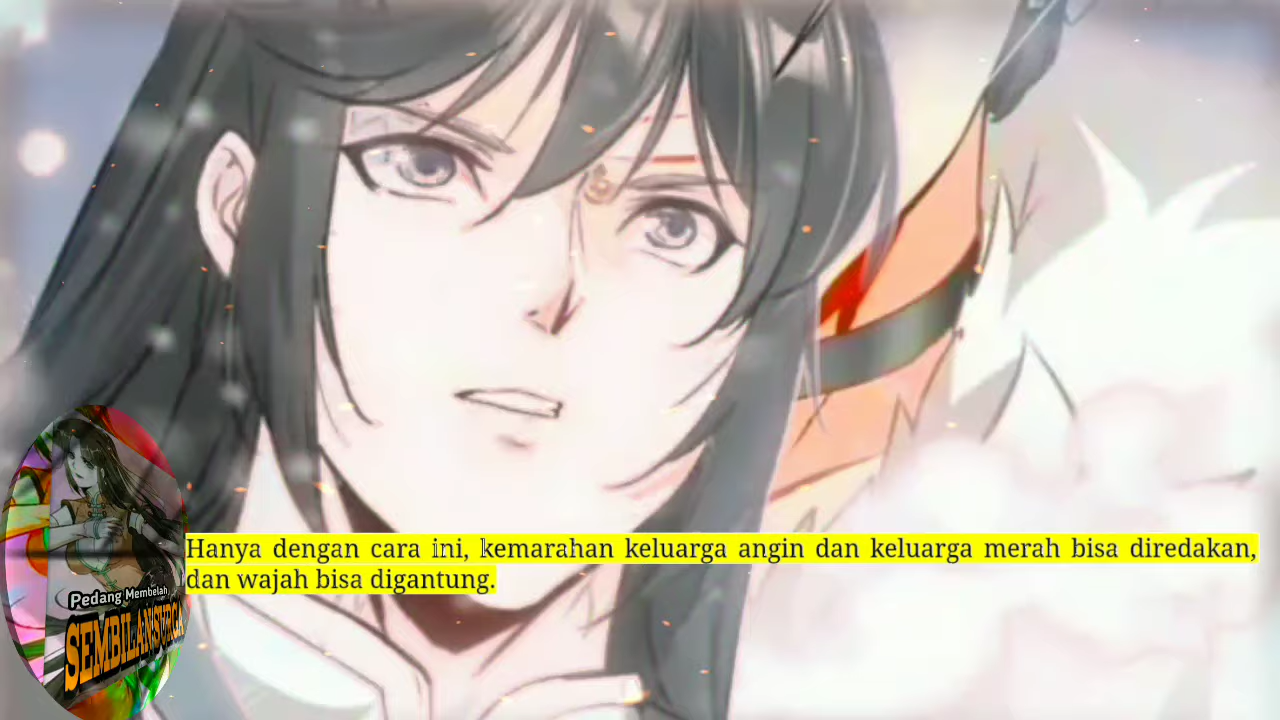 Hanya dengan cara ini, kemarahan keluarga angin dan keluarga merah bisa diredakan,
dan wajah bisa digantung.
Pedang Membelah
SEMBILAN SURGA